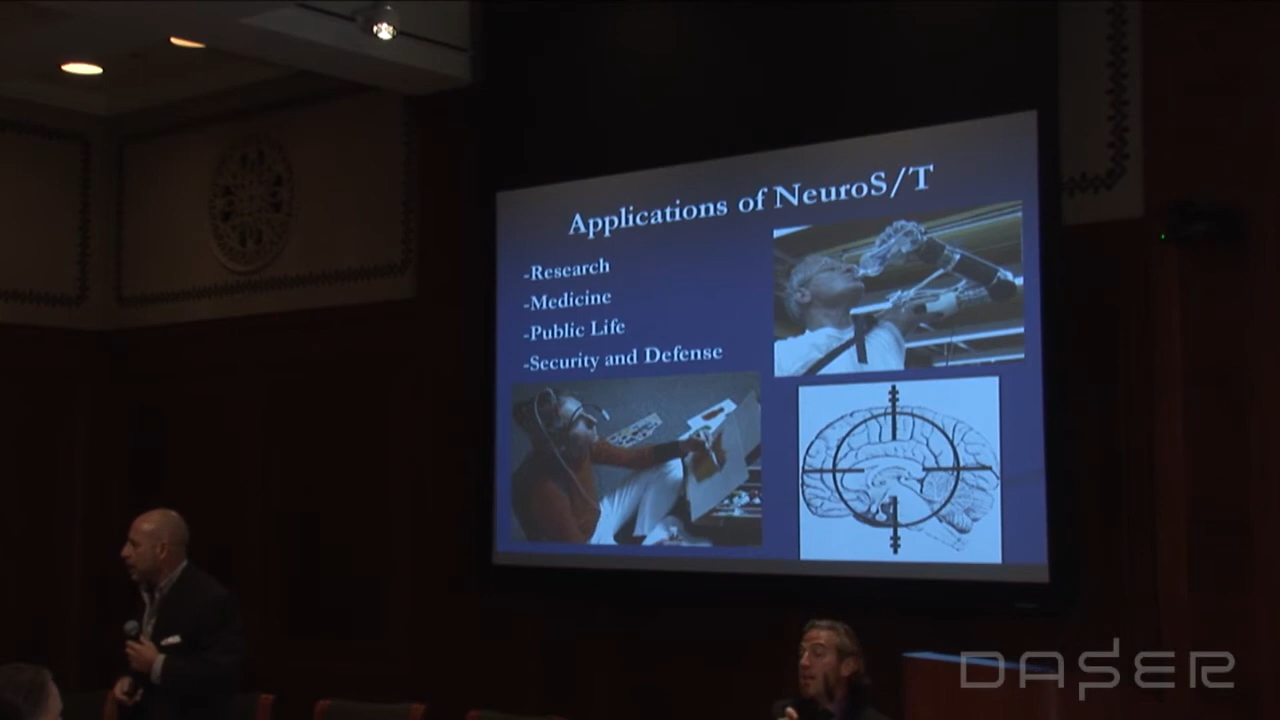 Applications of NeuroS/T
-Research
-Medicine
-Public Life
-Security and Defense
DASER